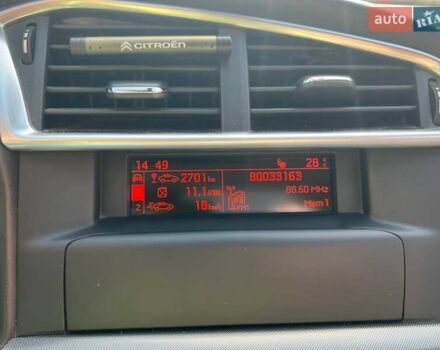 auto RIA
CITROËN
14 49 28 °C
2701 km 80033163
11.1 88.60 MHz
FM1
2 18 km/h Mem 1